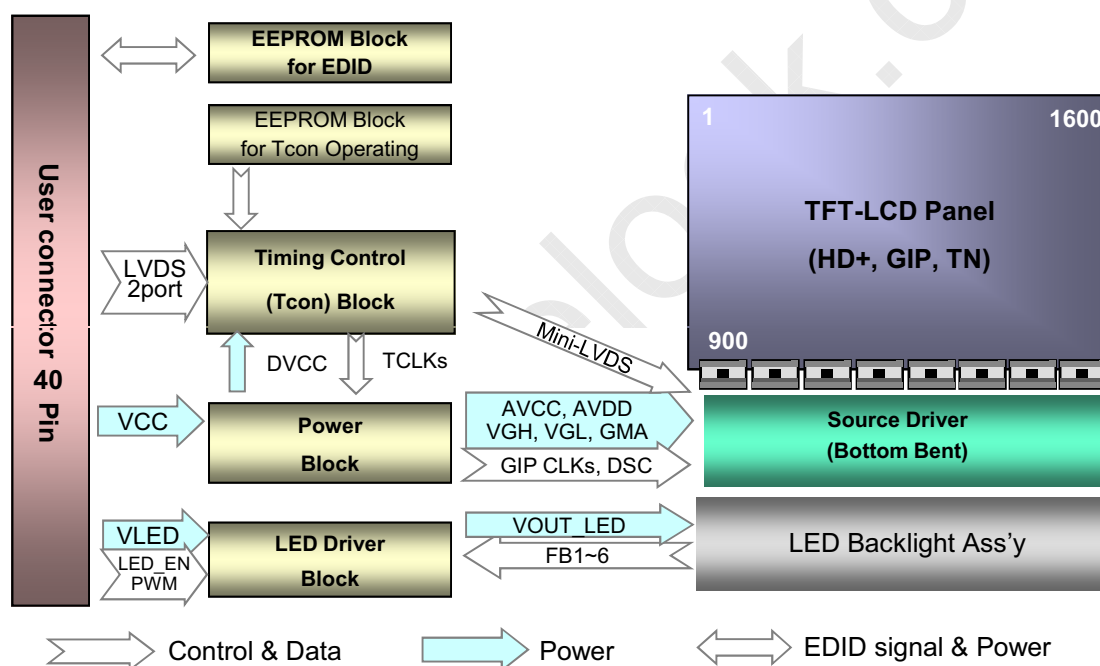 User connector 40 Pin
EEPROM Block
for EDID
EEPROM Block
for Tcon Operating
LVDS
2port
Timing Control
(Tcon) Block
DVCC
TCLKs
Mini-LVDS
1
1600
TFT-LCD Panel
(HD+, GIP, TN)
900
VCC
Power
Block
AVCC, AVDD
VGH, VGL, GMA
GIP CLKs, DSC
Source Driver
(Bottom Bent)
VLED
LED_EN
PWM
LED Driver
Block
VOUT_LED
FB1~6
LED Backlight Ass'y
Control & Data
Power
EDID signal & Power